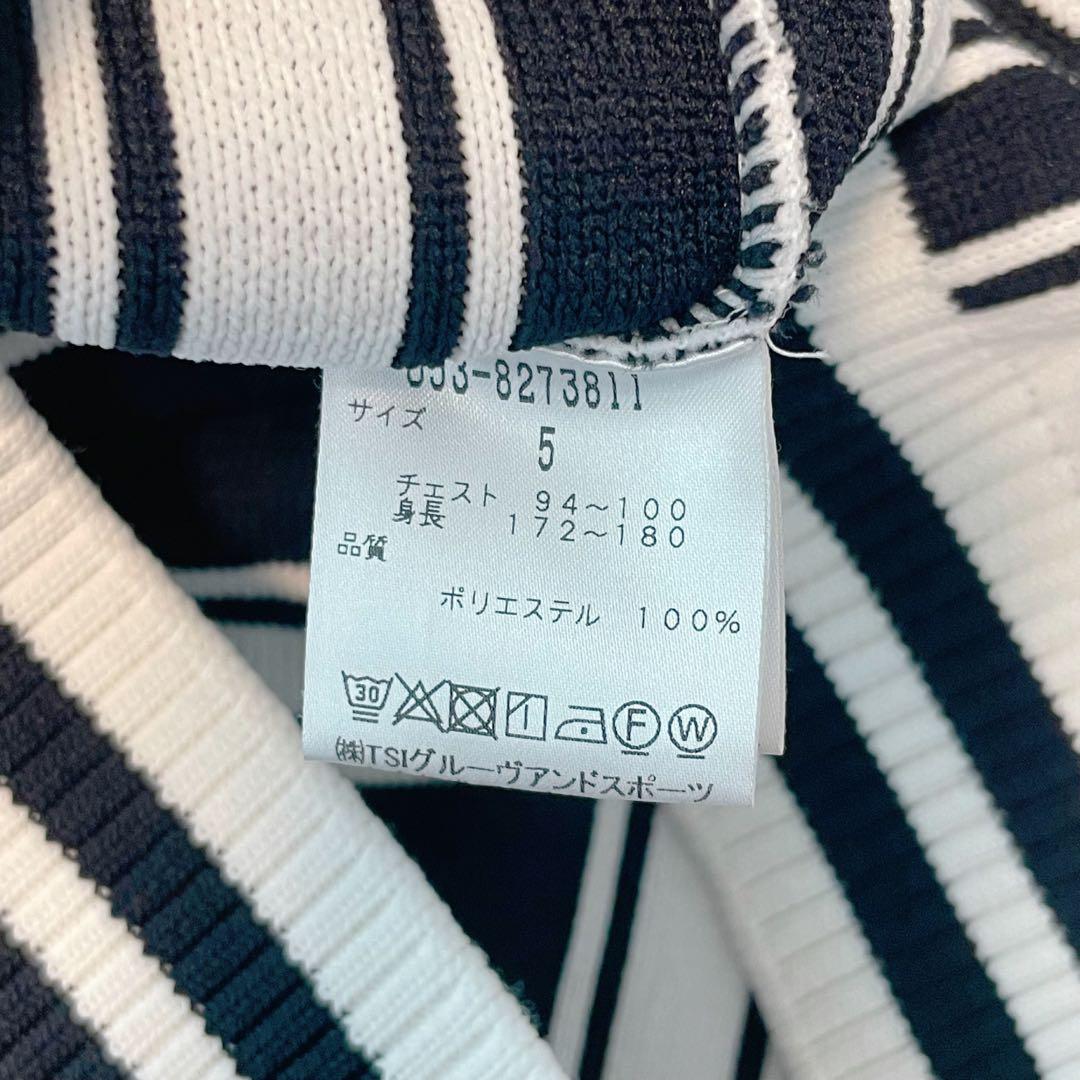 053-8273811
サイズ
5
チェスト 94～100
身長 172～180
品質
ポリエステル 100%
30 F W
㈱TSIグルーヴアンドスポーツ